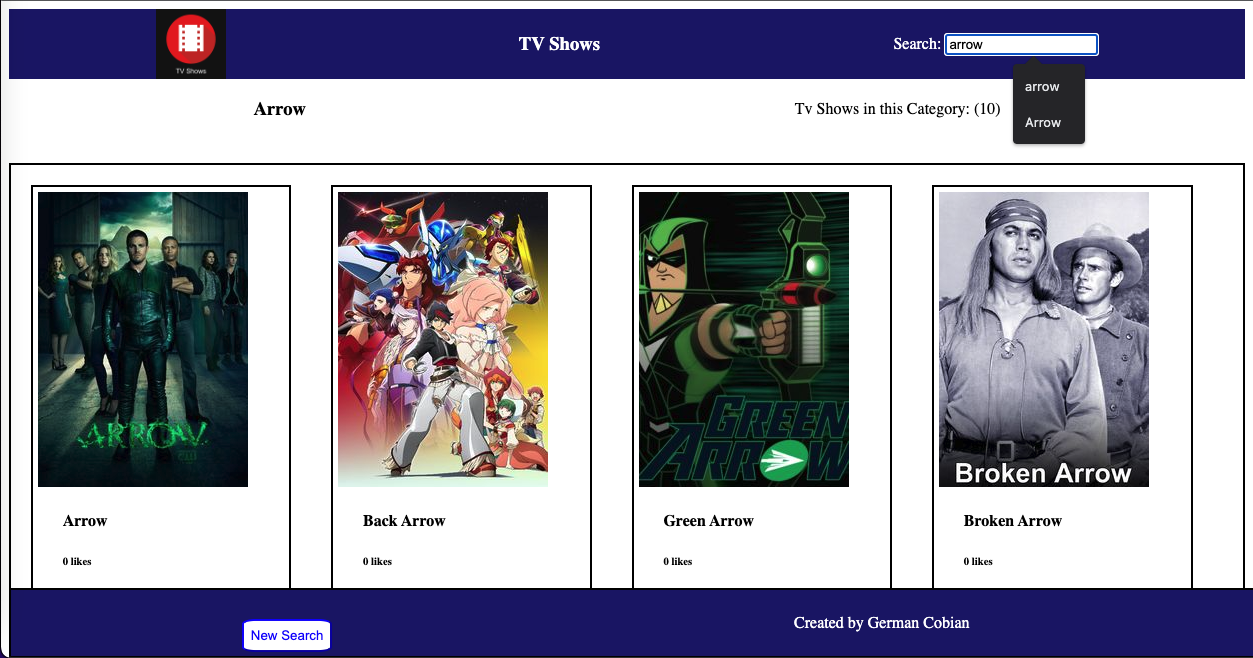 TV Shows
TV Shows
Search: arrow
arrow
Arrow
Arrow
Tv Shows in this Category: (10)
ARROW
GREEN
ARROW
Broken Arrow
Arrow
Back Arrow
Green Arrow
Broken Arrow
0 likes
0 likes
0 likes
0 likes
New Search
Created by German Cobian